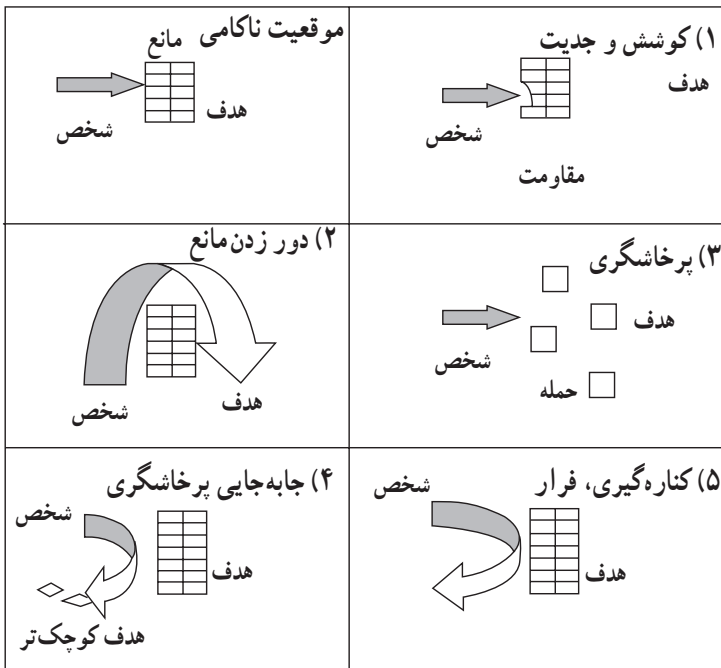 موقعیت ناکامی
مانع
هدف
شخص
۱) کوشش و جدیت
هدف
شخص
مقاومت
۲) دور زدن مانع
هدف
شخص
۳) پرخاشگری
هدف
شخص
حمله
۴) جابه‌جایی پرخاشگری
شخص
هدف
هدف کوچک‌تر
۵) کناره‌گیری، فرار
شخص
هدف